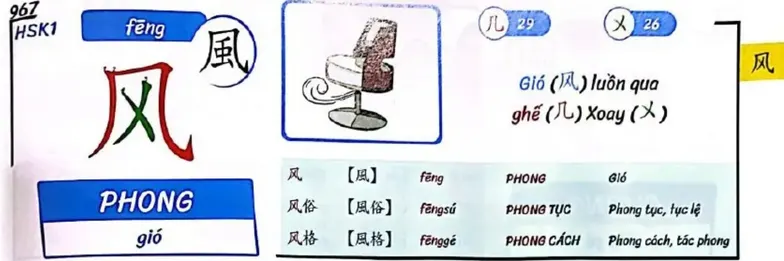 967
HSK1
fēng
風
风
PHONG
gió
几 29
㐅 26
Gió (风) luồn qua
ghế (几) Xoay (㐅)
风 【風】 fēng PHONG Gió
风俗 【風俗】 fēngsú PHONG TỤC Phong tục, tục lệ
风格 【風格】 fēnggé PHONG CÁCH Phong cách, tác phong
风